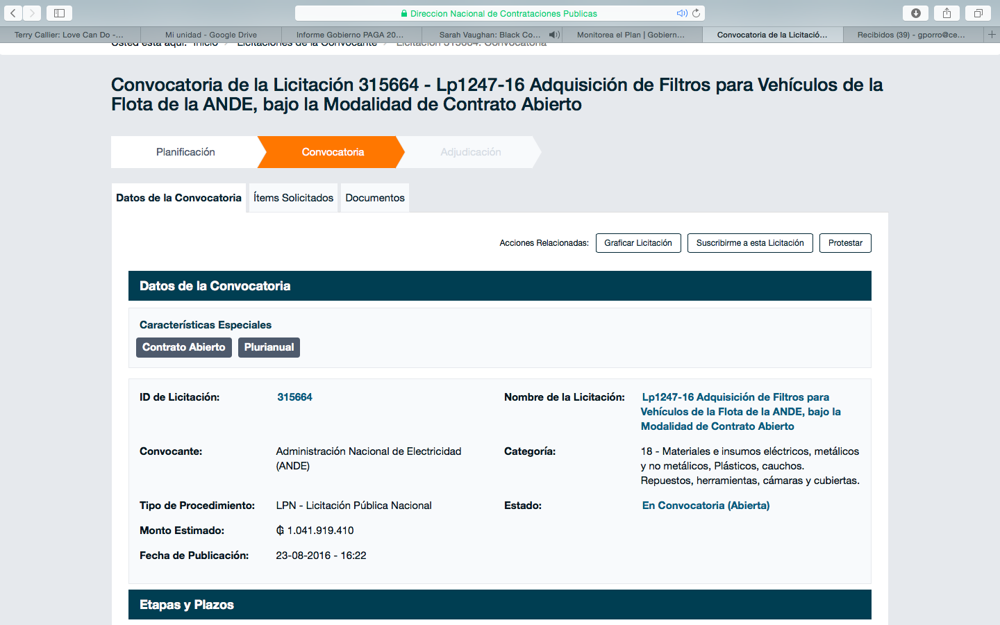 Direccion Nacional de Contrataciones Publicas
Terry Callier: Love Can Do -...
Mi unidad - Google Drive
Informe Gobierno PAGA 20...
Sarah Vaughan: Black Co...
Monitorea el Plan | Gobiern...
Convocatoria de la Licitació...
Recibidos (39) - gporro@ce...
Usted está aquí: Inicio > Licitaciones de la Convocante > Licitación 315664: Convocatoria
Convocatoria de la Licitación 315664 - Lp1247-16 Adquisición de Filtros para Vehículos de la
Flota de la ANDE, bajo la Modalidad de Contrato Abierto
Planificación
Convocatoria
Adjudicación
Datos de la Convocatoria
Ítems Solicitados
Documentos
Acciones Relacionadas:
Graficar Licitación
Suscribirme a esta Licitación
Protestar
Datos de la Convocatoria
Características Especiales
Contrato Abierto
Plurianual
ID de Licitación:
315664
Nombre de la Licitación:
Lp1247-16 Adquisición de Filtros para
Vehículos de la Flota de la ANDE, bajo la
Modalidad de Contrato Abierto
Convocante:
Administración Nacional de Electricidad
(ANDE)
Categoría:
18 - Materiales e insumos eléctricos, metálicos
y no metálicos, Plásticos, cauchos.
Repuestos, herramientas, cámaras y cubiertas.
Tipo de Procedimiento:
LPN - Licitación Pública Nacional
Estado:
En Convocatoria (Abierta)
Monto Estimado:
₲ 1.041.919.410
Fecha de Publicación:
23-08-2016 - 16:22
Etapas y Plazos